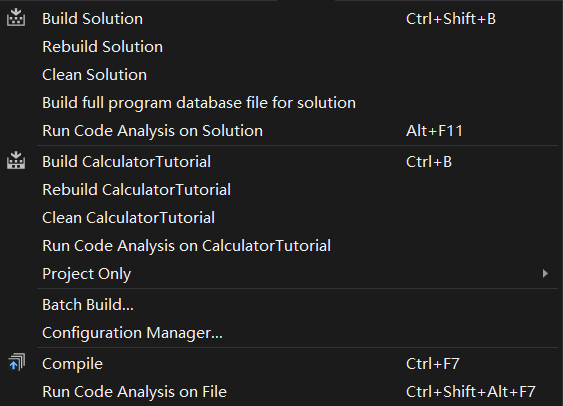 Build Solution Ctrl+Shift+B
Rebuild Solution
Clean Solution
Build full program database file for solution
Run Code Analysis on Solution Alt+F11
Build CalculatorTutorial Ctrl+B
Rebuild CalculatorTutorial
Clean CalculatorTutorial
Run Code Analysis on CalculatorTutorial
Project Only
Batch Build...
Configuration Manager...
Compile Ctrl+F7
Run Code Analysis on File Ctrl+Shift+Alt+F7